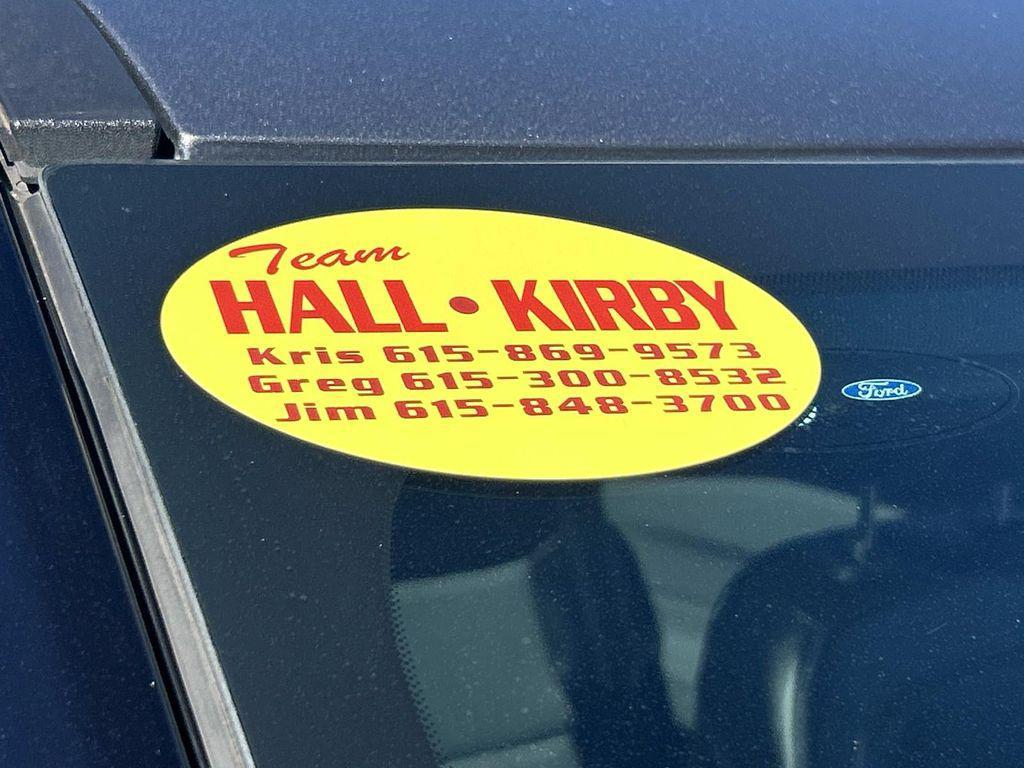 Team
HALL • KIRBY
Kris 615-869-9573
Greg 615-300-8532
Jim 615-848-3700
Ford